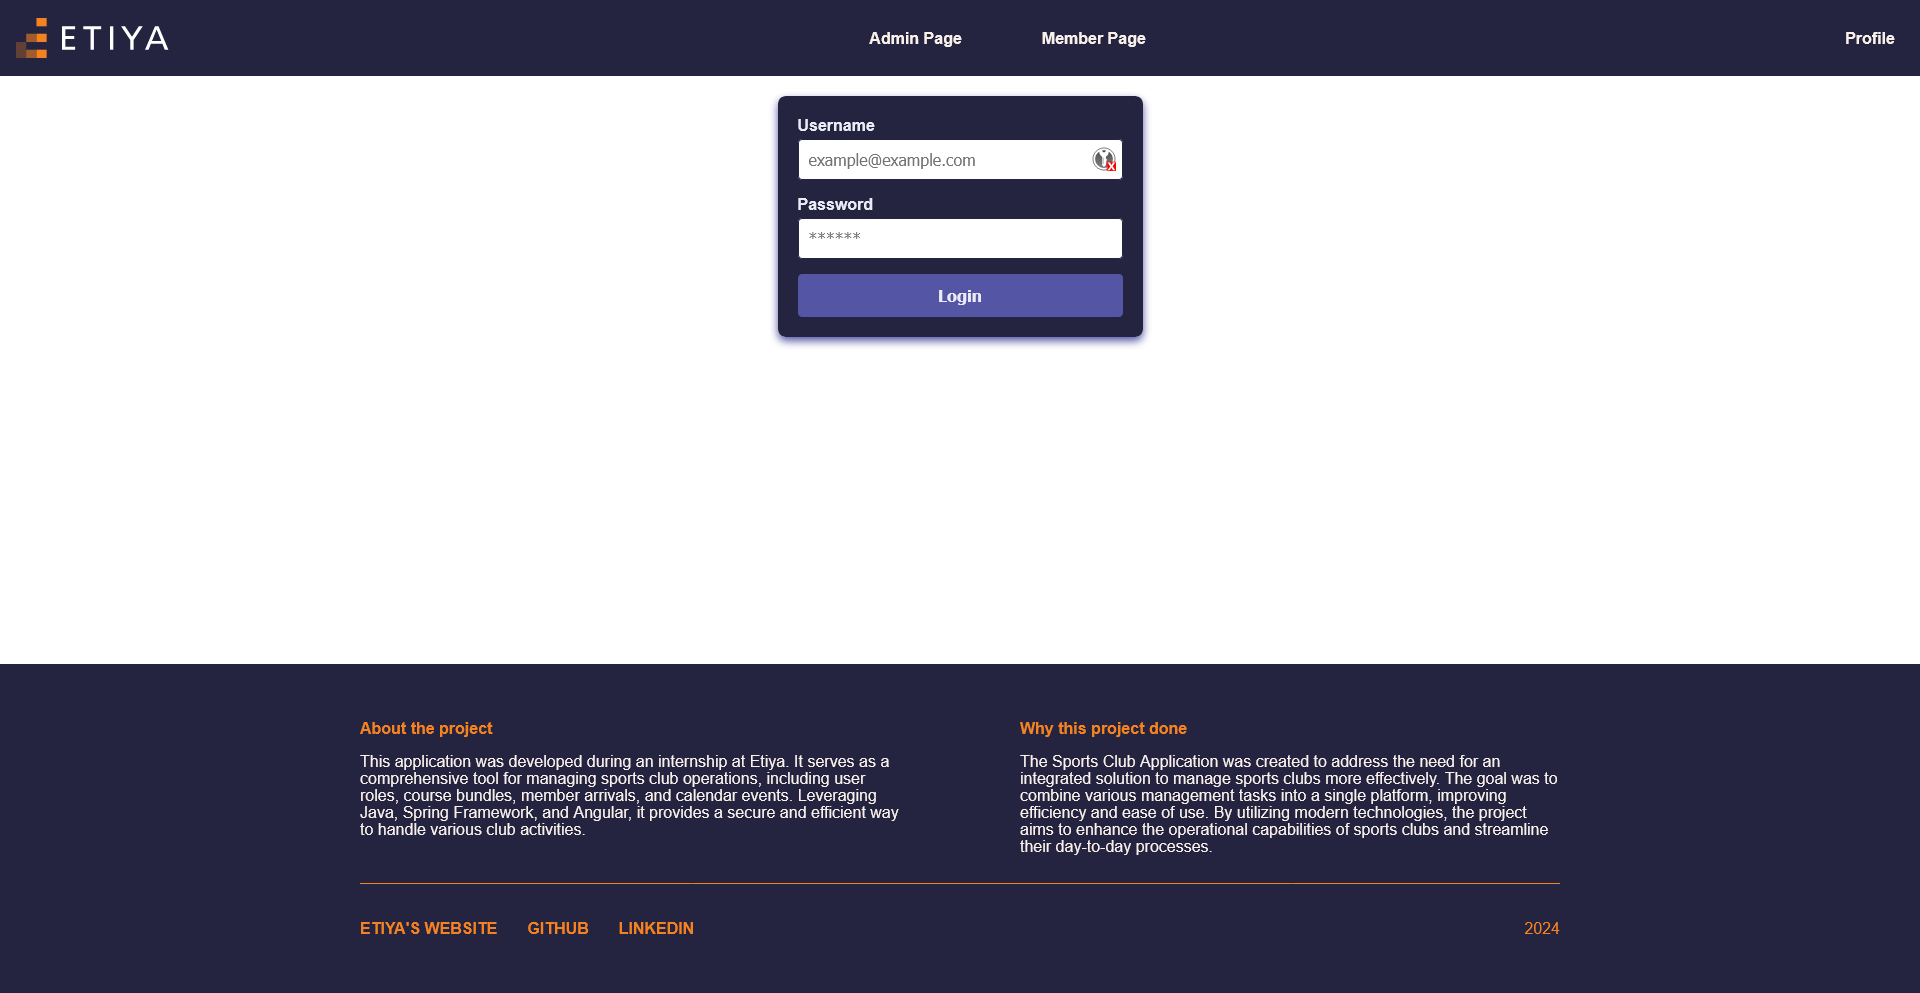 ETIYA
Admin Page
Member Page
Profile
Username
example@example.com
Password
******
Login
About the project
This application was developed during an internship at Etiya. It serves as a
comprehensive tool for managing sports club operations, including user
roles, course bundles, member arrivals, and calendar events. Leveraging
Java, Spring Framework, and Angular, it provides a secure and efficient way
to handle various club activities.
Why this project done
The Sports Club Application was created to address the need for an
integrated solution to manage sports clubs more effectively. The goal was to
combine various management tasks into a single platform, improving
efficiency and ease of use. By utilizing modern technologies, the project
aims to enhance the operational capabilities of sports clubs and streamline
their day-to-day processes.
ETIYA'S WEBSITE
GITHUB
LINKEDIN
2024